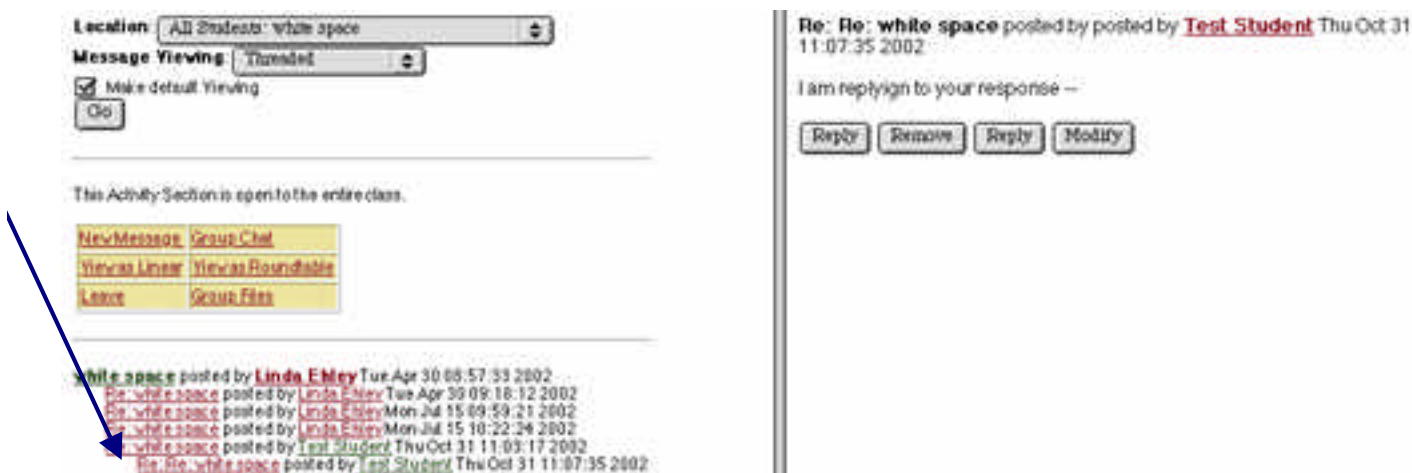 Location: All Students: white space
Message Viewing: Threaded
Make default Viewing
Go
This Activity Section is open to the entire class.
New Message Group Chat
View as Linear View as Roundtable
Leave Group Files
white space posted by Linda Ehley Tue Apr 30 08:57:33 2002
Re: white space posted by Linda Ehley Tue Apr 30 09:18:12 2002
Re: white space posted by Linda Ehley Mon Jul 15 09:59:21 2002
Re: white space posted by Linda Ehley Mon Jul 15 10:22:24 2002
Re: white space posted by Test Student Thu Oct 31 11:03:17 2002
Re: Re: white space posted by Test Student Thu Oct 31 11:07:35 2002
Re: Re: white space posted by posted by Test Student Thu Oct 31
11:07:35 2002
I am replyign to your response --
Reply Remove Reply Modify